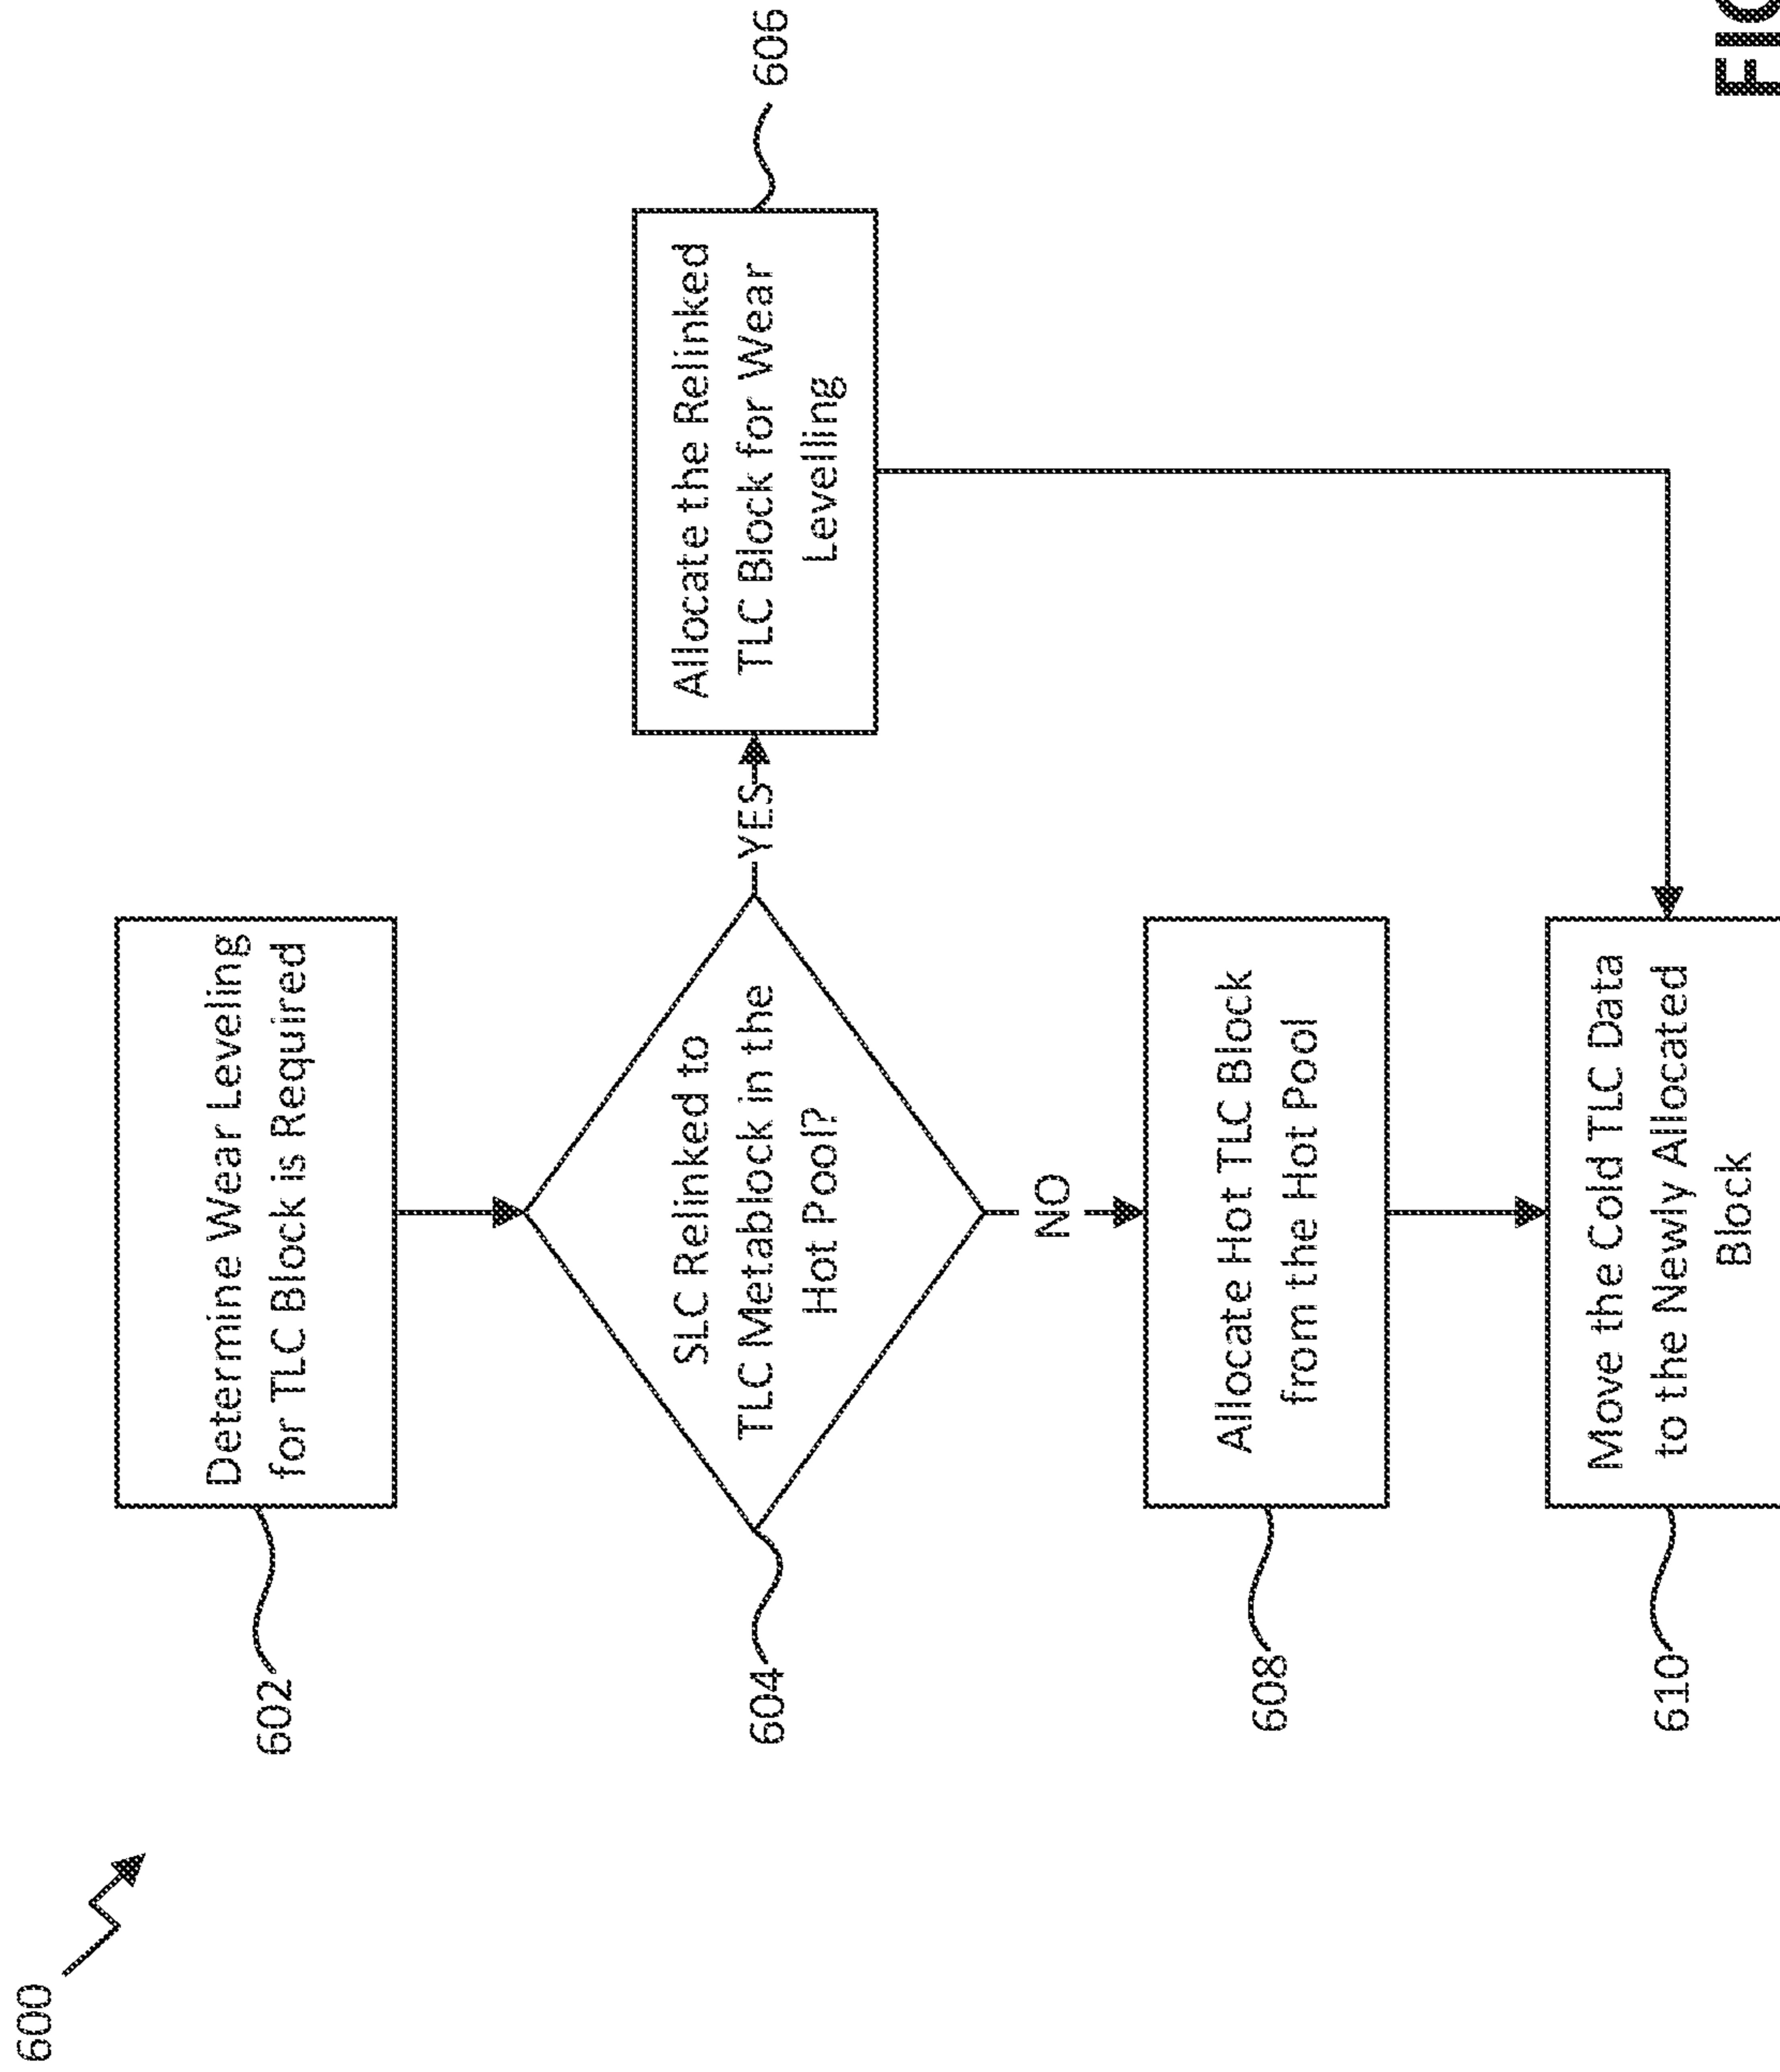 600
602
Determine Wear Leveling
for TLC Block is Required
604
SLC Relinked to
TLC Metablock in the
Hot Pool?
YES
606
Allocate the Relinked
TLC Block for Wear
Levelling
NO
608
Allocate Hot TLC Block
from the Hot Pool
610
Move the Cold TLC Data
to the Newly Allocated
Block